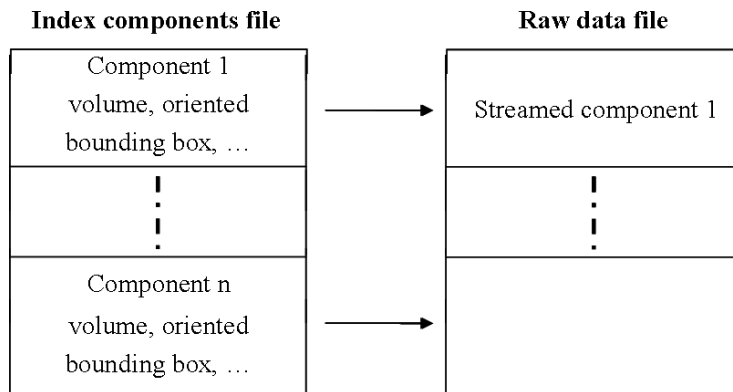 Index components file
Raw data file
Component 1
volume, oriented
bounding box, …
Streamed component 1
Component n
volume, oriented
bounding box, …